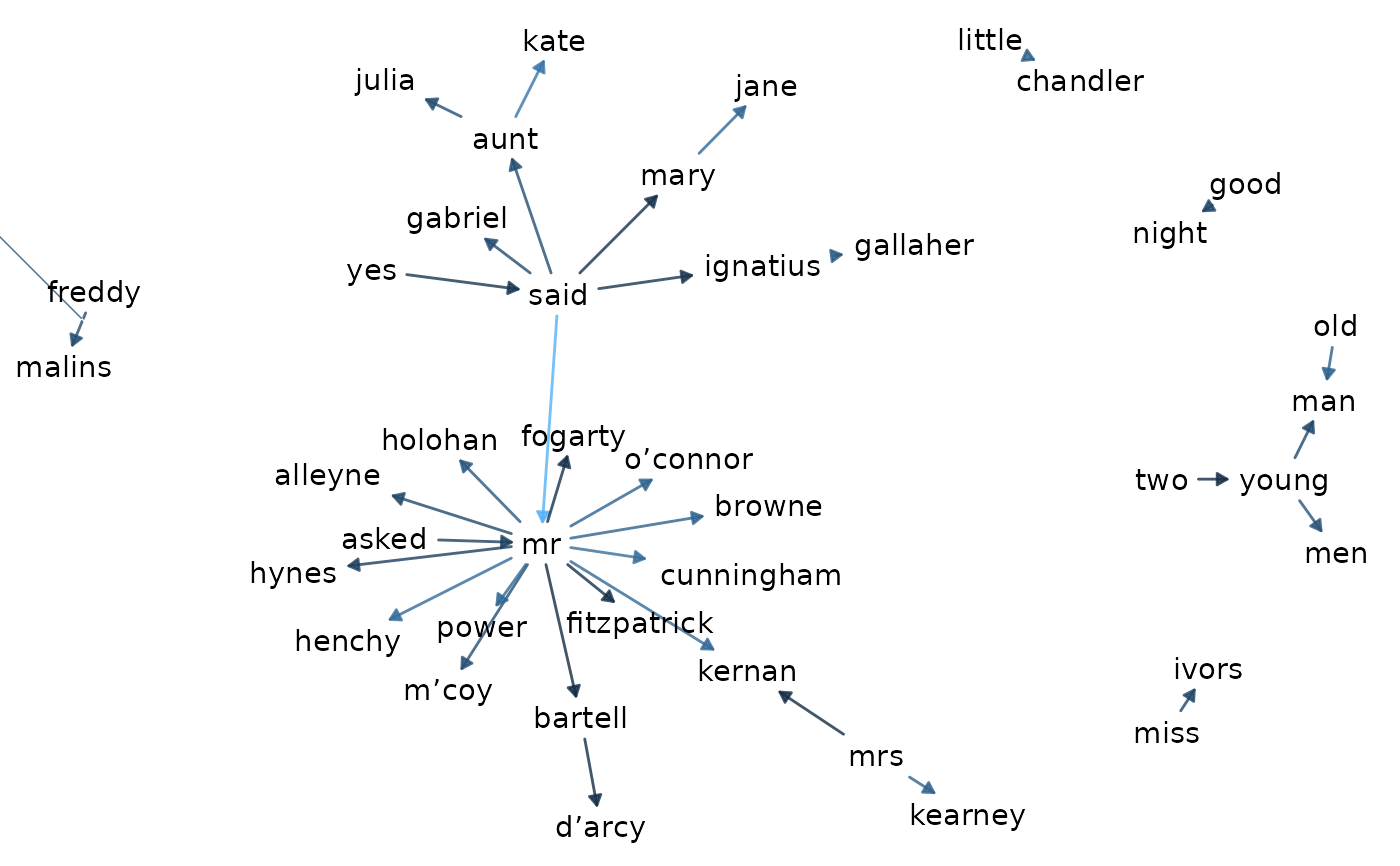 kate
little
julia
chandler
jane
aunt
mary
good
gabriel
night
gallaher
yes
ignatius
said
freddy
old
malins
man
holohan
fogarty
o’connor
alleyne
two
young
browne
asked
mr
men
hynes
cunningham
power
fitzpatrick
henchy
kernan
ivors
m’coy
bartell
miss
mrs
kearney
d’arcy